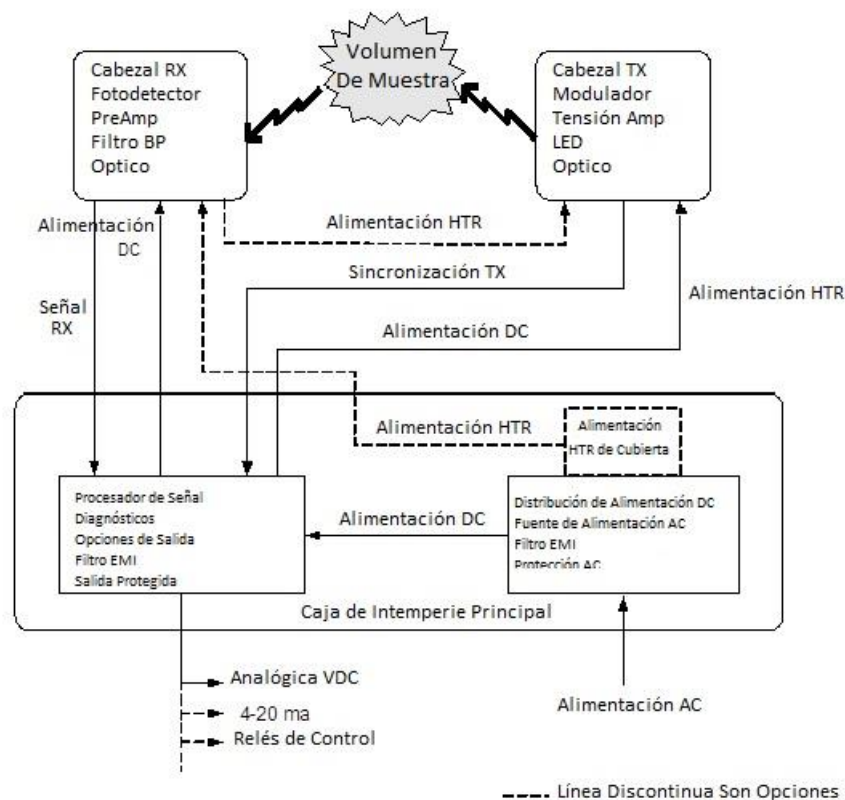 Volumen
De Muestra
Cabezal RX
Fotodetector
PreAmp
Filtro BP
Optico
Cabezal TX
Modulador
Tensión Amp
LED
Optico
Alimentación
DC
Alimentación HTR
Sincronización TX
Alimentación HTR
Señal
RX
Alimentación DC
Alimentación HTR
Alimentación
HTR de Cubierta
Procesador de Señal
Diagnósticos
Opciones de Salida
Filtro EMI
Salida Protegida
Alimentación DC
Distribución de Alimentación DC
Fuente de Alimentación AC
Filtro EMI
Protección AC
Caja de Intemperie Principal
Analógica VDC
4-20 ma
Relés de Control
Alimentación AC
Línea Discontinua Son Opciones